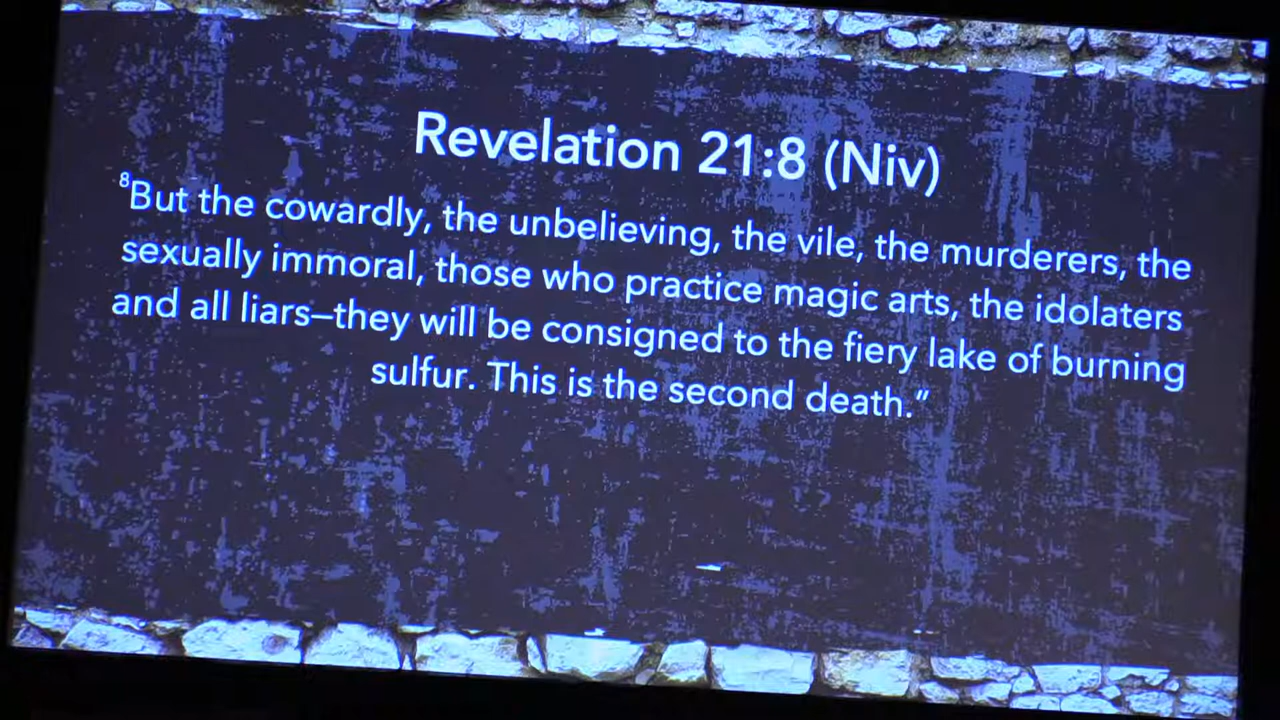 Revelation 21:8 (Niv)
⁸But the cowardly, the unbelieving, the vile, the murderers, the
sexually immoral, those who practice magic arts, the idolaters
and all liars—they will be consigned to the fiery lake of burning
sulfur. This is the second death.”